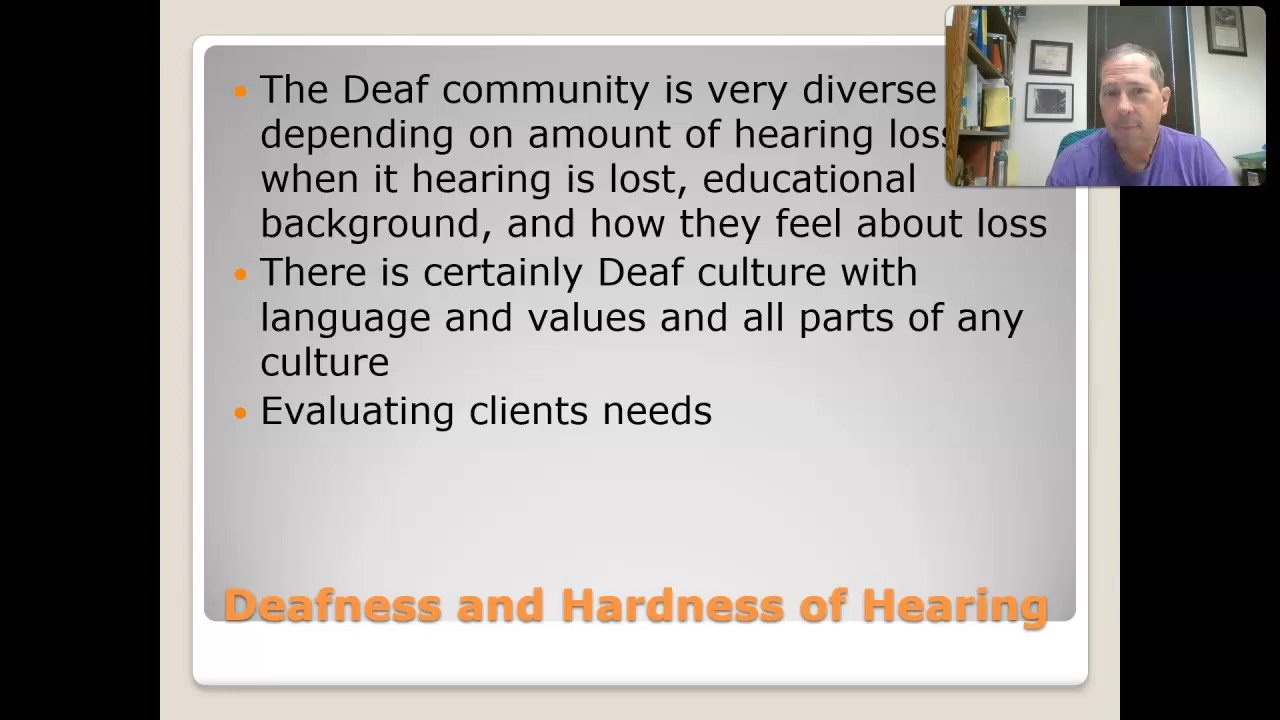 The Deaf community is very diverse
depending on amount of hearing
when it hearing is lost, educational
background, and how they feel about loss
There is certainly Deaf culture with
language and values and all parts of any
culture
Evaluating clients needs
Deafness and Hardness of Hearing